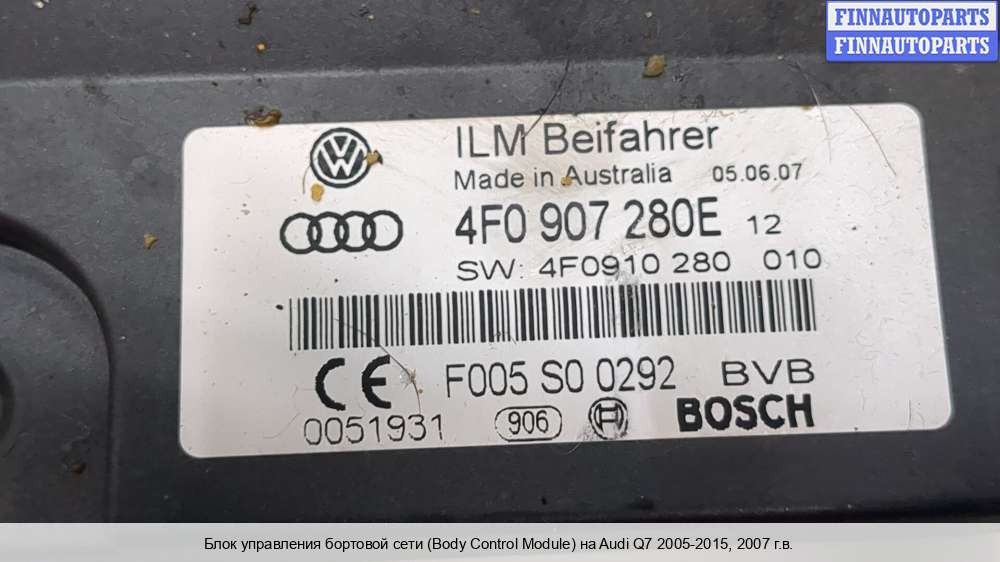 FINNAUTOPARTS
FINNAUTOPARTS
ILM Beifahrer
Made in Australia 05.06.07
4F0 907 280E 12
SW: 4F0910 280 010
CE F005 S0 0292 BVB
0051931 906 BOSCH
Блок управления бортовой сети (Body Control Module) на Audi Q7 2005-2015, 2007 г.в.